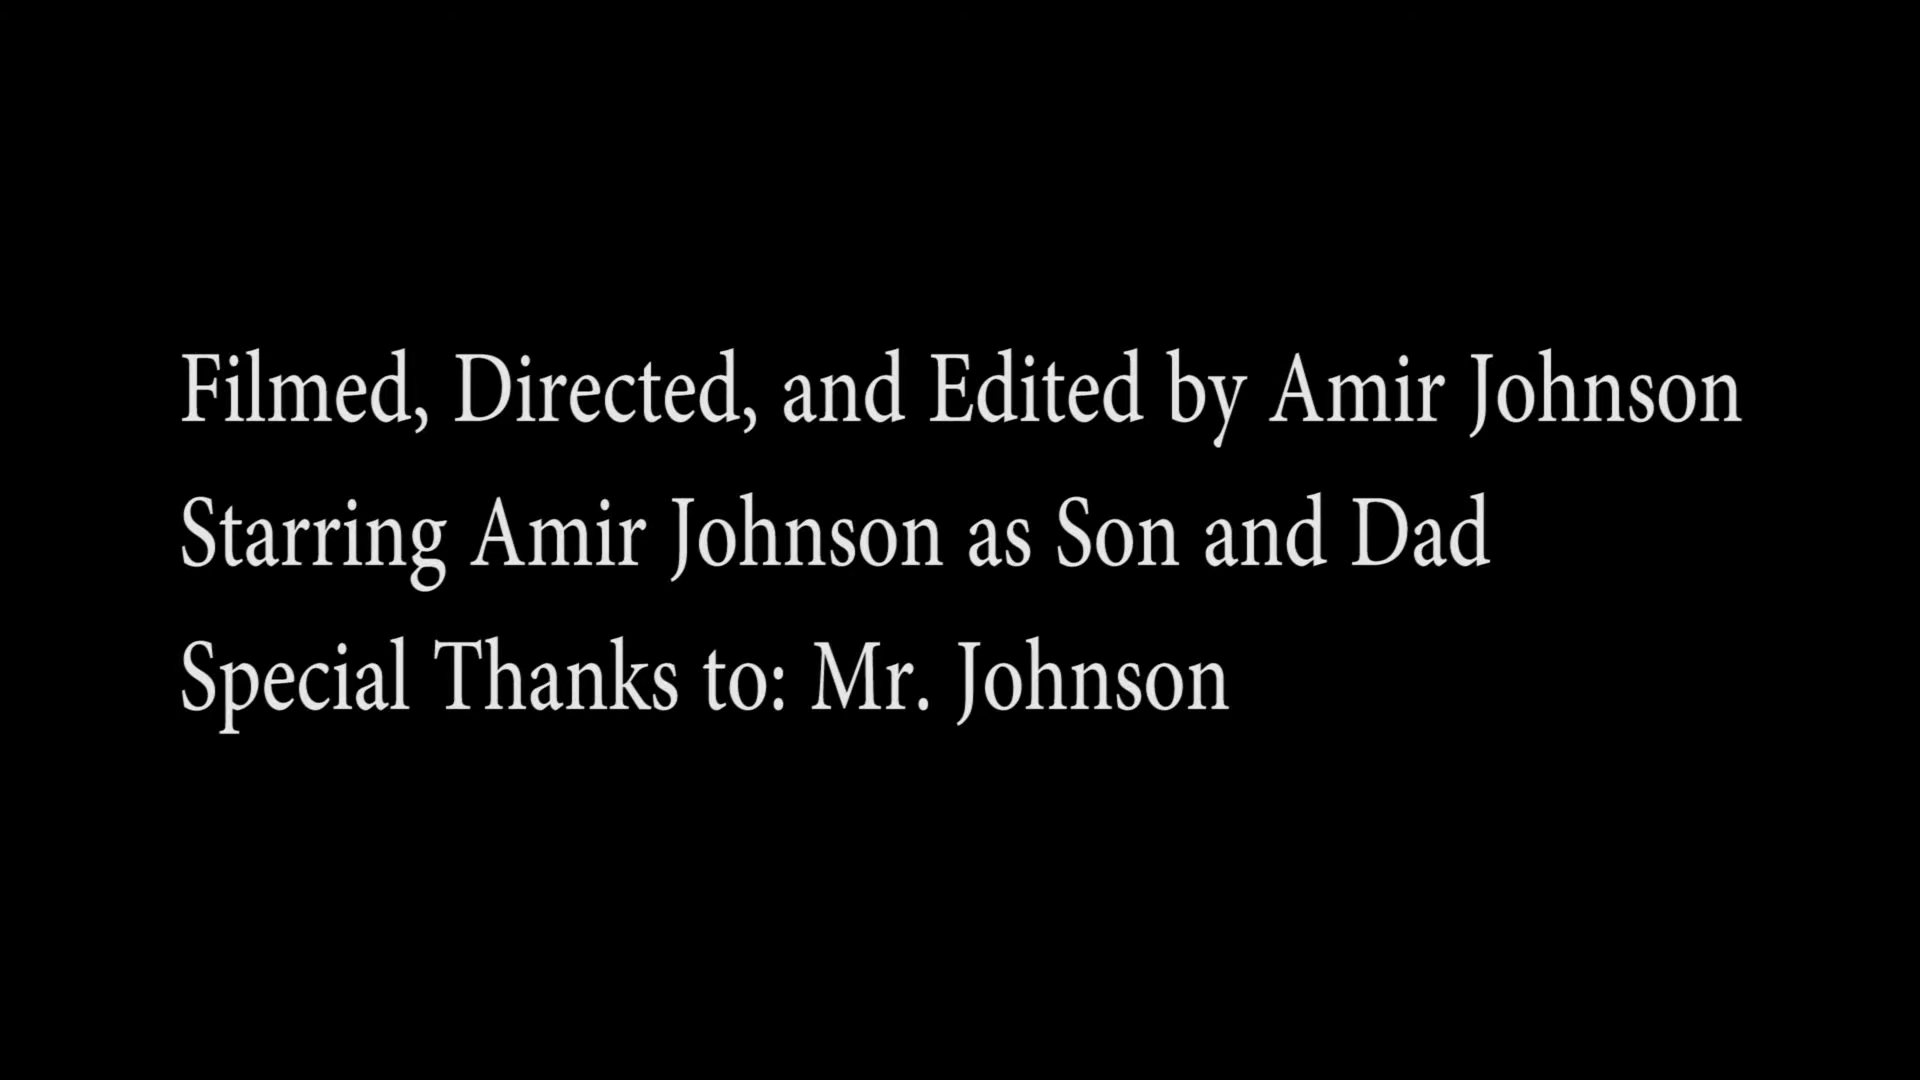 Filmed, Directed, and Edited by Amir Johnson
Starring Amir Johnson as Son and Dad
Special Thanks to: Mr. Johnson